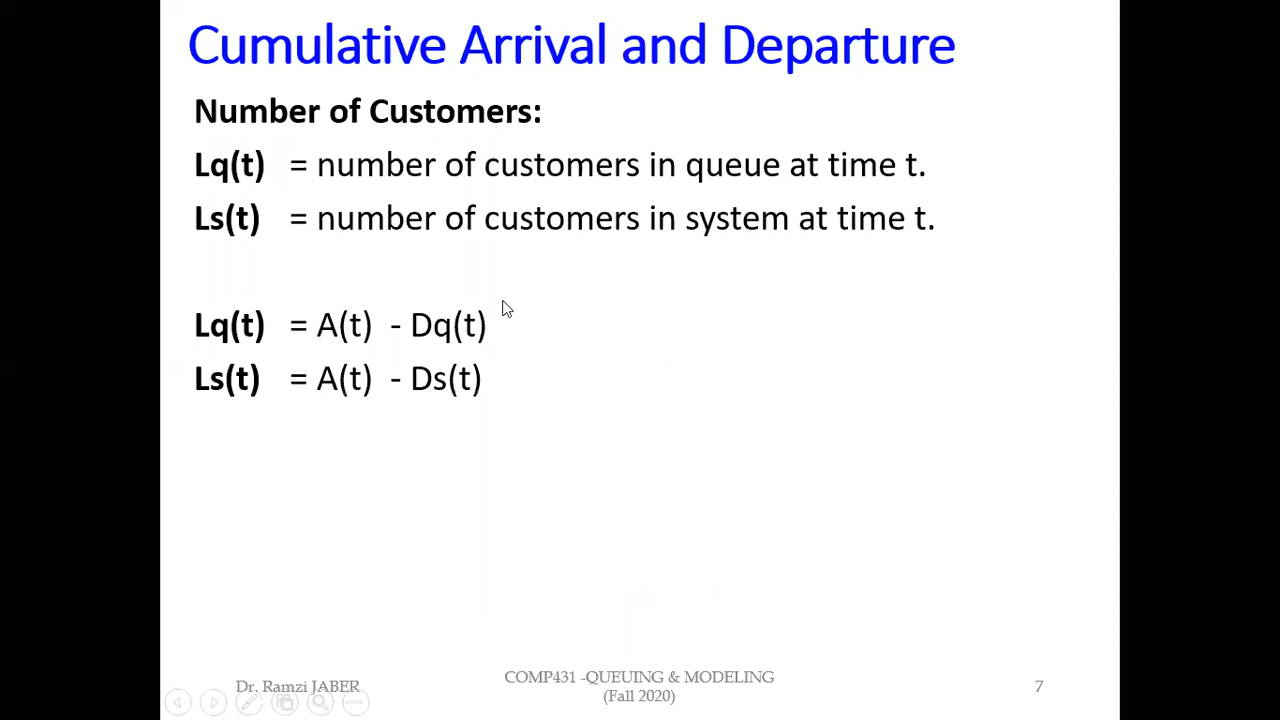 Cumulative Arrival and Departure
Number of Customers:
Lq(t) = number of customers in queue at time t.
Ls(t) = number of customers in system at time t.
Lq(t) = A(t) - Dq(t)
Ls(t) = A(t) - Ds(t)
Dr. Ramzi JABER
COMP431 -QUEUING & MODELING
(Fall 2020)
7